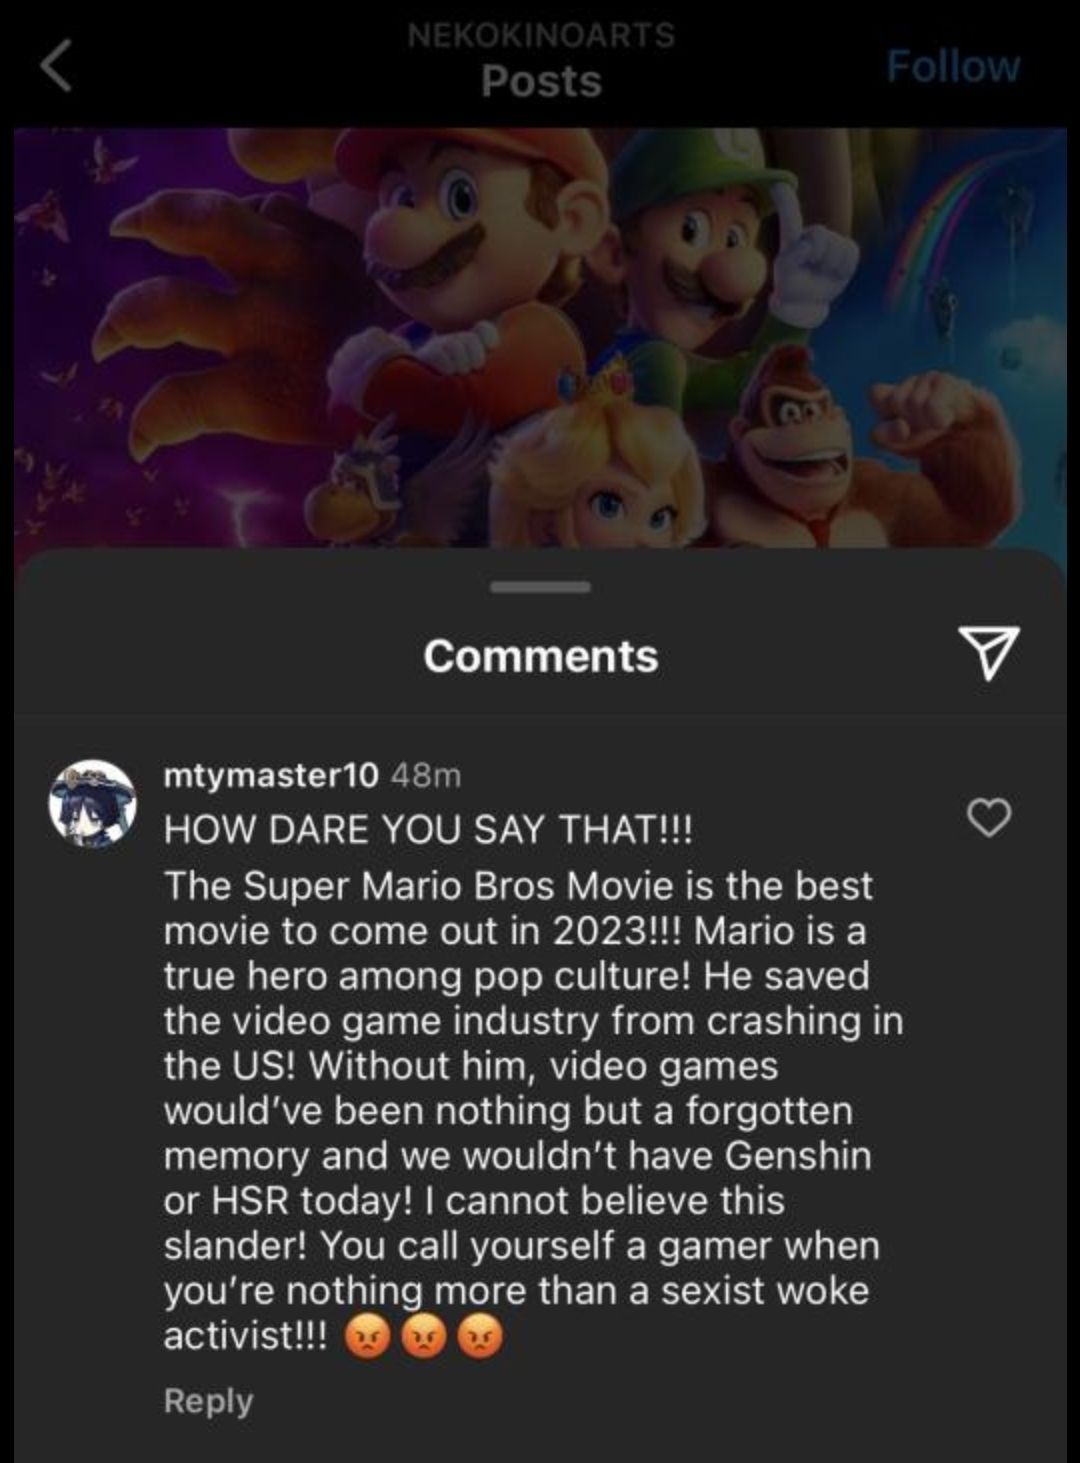 NEKOKINOARTS
Posts
Follow
Comments
mtymaster10 48m
HOW DARE YOU SAY THAT!!!
The Super Mario Bros Movie is the best
movie to come out in 2023!!! Mario is a
true hero among pop culture! He saved
the video game industry from crashing in
the US! Without him, video games
would've been nothing but a forgotten
memory and we wouldn't have Genshin
or HSR today! I cannot believe this
slander! You call yourself a gamer when
you're nothing more than a sexist woke
activist!!! 😡😡😡
Reply